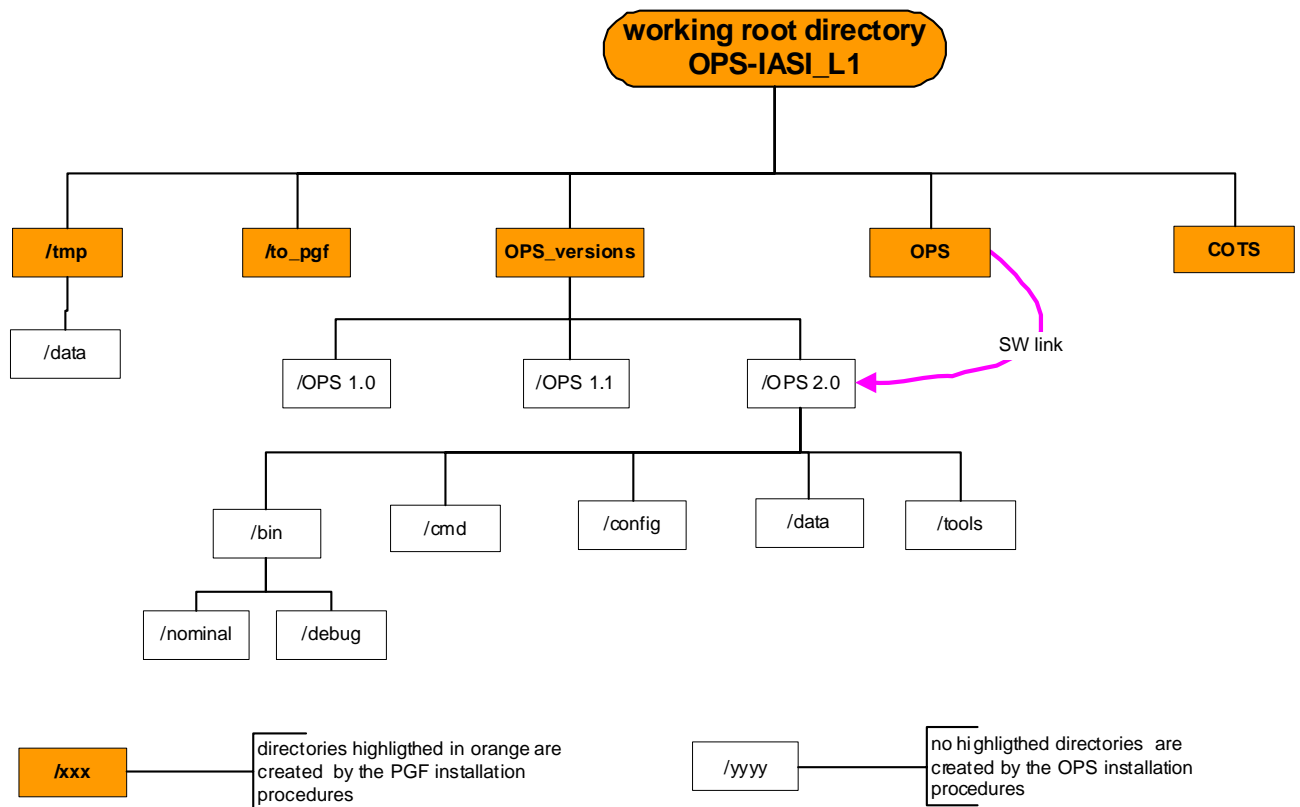 working root directory
OPS-IASI_L1
/tmp
/to_pgf
OPS_versions
OPS
COTS
SW link
/data
/OPS 1.0
/OPS 1.1
/OPS 2.0
/bin
/cmd
/config
/data
/tools
/nominal
/debug
/xxx
directories highligthed in orange are
created by the PGF installation
procedures
/yyyy
no highligthed directories are
created by the OPS installation
procedures